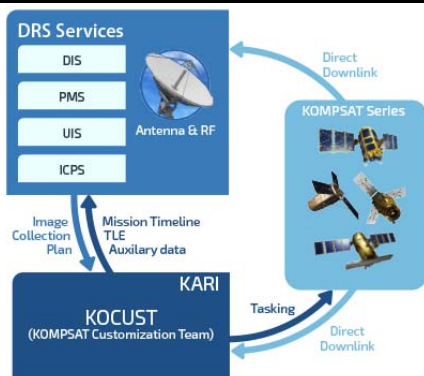 DRS Services
DIS
PMS
UIS
ICPS
Antenna & RF
Direct
Downlink
KOMPSAT Series
Image
Collection
Plan
Mission Timeline
TLE
Auxilary data
KARI
KOCUST
(KOMPSAT Customization Team)
Tasking
Direct
Downlink